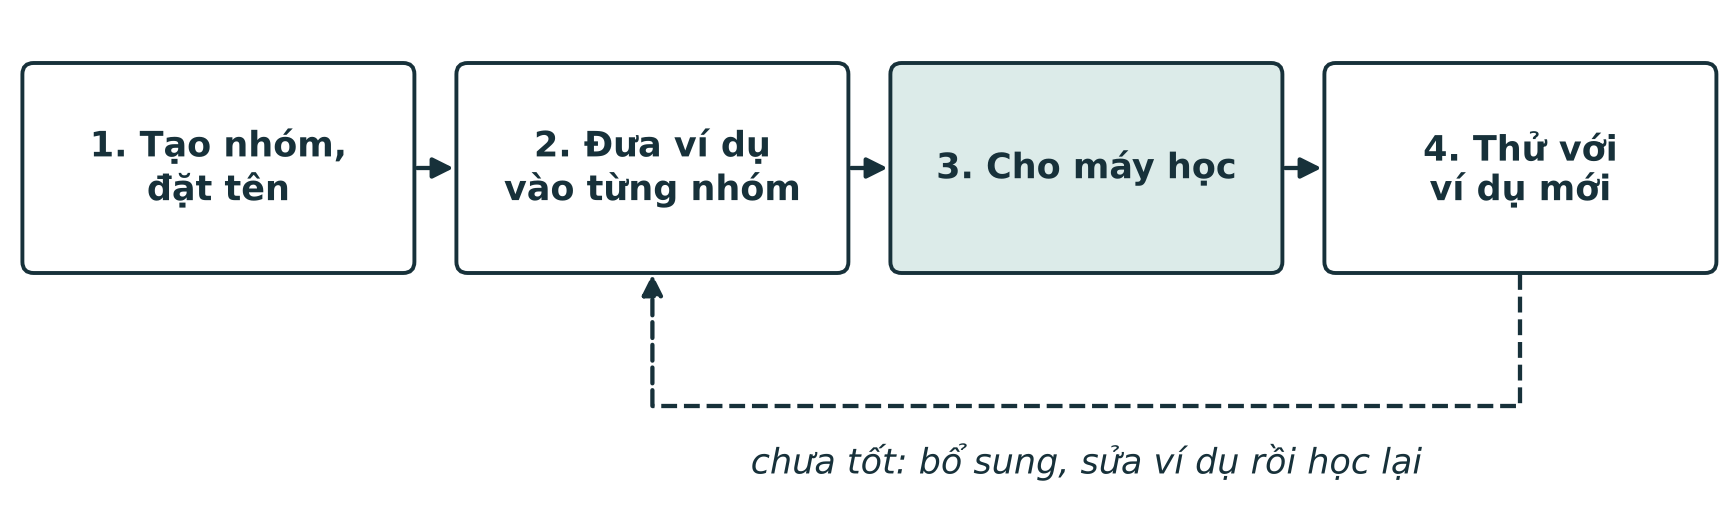 1. Tạo nhóm,
đặt tên
2. Đưa ví dụ
vào từng nhóm
3. Cho máy học
4. Thử với
ví dụ mới
chưa tốt: bổ sung, sửa ví dụ rồi học lại